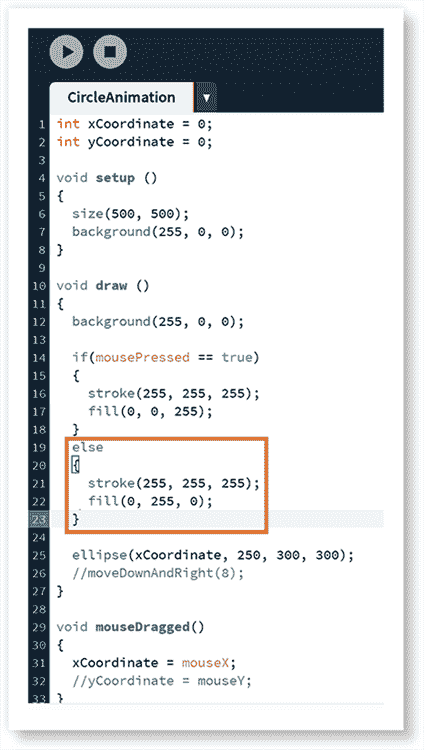 CircleAnimation
1 int xCoordinate = 0;
2 int yCoordinate = 0;
3
4 void setup ()
5 {
6 size(500, 500);
7 background(255, 0, 0);
8 }
9
10 void draw ()
11 {
12 background(255, 0, 0);
13
14 if(mousePressed == true)
15 {
16 stroke(255, 255, 255);
17 fill(0, 0, 255);
18 }
19 else
20 {
21 stroke(255, 255, 255);
22 fill(0, 255, 0);
23 }
24
25 ellipse(xCoordinate, 250, 300, 300);
26 //moveDownAndRight(8);
27 }
28
29 void mouseDragged()
30 {
31 xCoordinate = mouseX;
32 //yCoordinate = mouseY;
33 }